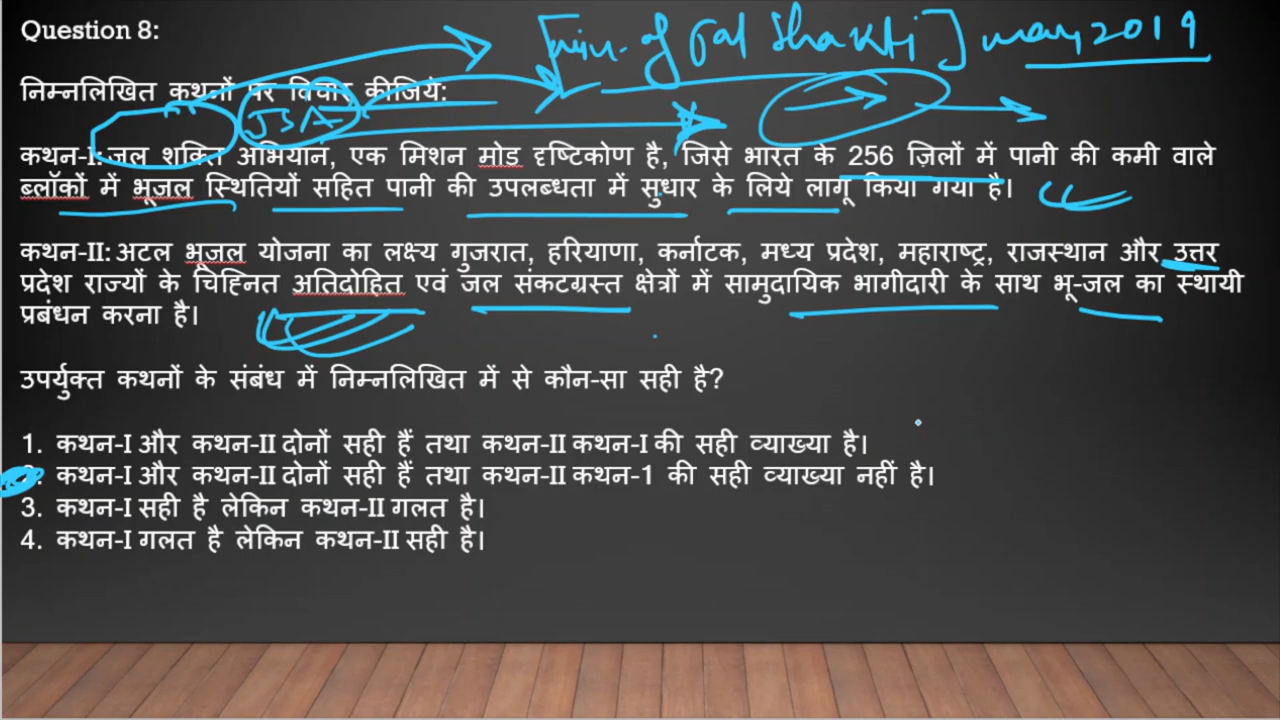 Question 8:
[min. of Jal Shakti] may 2019
निम्नलिखित कथनों पर विचार कीजिये:
JSA
कथन-I: जल शक्ति अभियान, एक मिशन मोड दृष्टिकोण है, जिसे भारत के 256 ज़िलों में पानी की कमी वाले
ब्लॉकों में भूजल स्थितियों सहित पानी की उपलब्धता में सुधार के लिये लागू किया गया है।
कथन-II: अटल भूजल योजना का लक्ष्य गुजरात, हरियाणा, कर्नाटक, मध्य प्रदेश, महाराष्ट्र, राजस्थान और उत्तर
प्रदेश राज्यों के चिह्नित अतिदोहित एवं जल संकटग्रस्त क्षेत्रों में सामुदायिक भागीदारी के साथ भू-जल का स्थायी
प्रबंधन करना है।
उपर्युक्त कथनों के संबंध में निम्नलिखित में से कौन-सा सही है?
1. कथन-I और कथन-II दोनों सही हैं तथा कथन-II कथन-I की सही व्याख्या है।
2. कथन-I और कथन-II दोनों सही हैं तथा कथन-II कथन-1 की सही व्याख्या नहीं है।
3. कथन-I सही है लेकिन कथन-II गलत है।
4. कथन-I गलत है लेकिन कथन-II सही है।